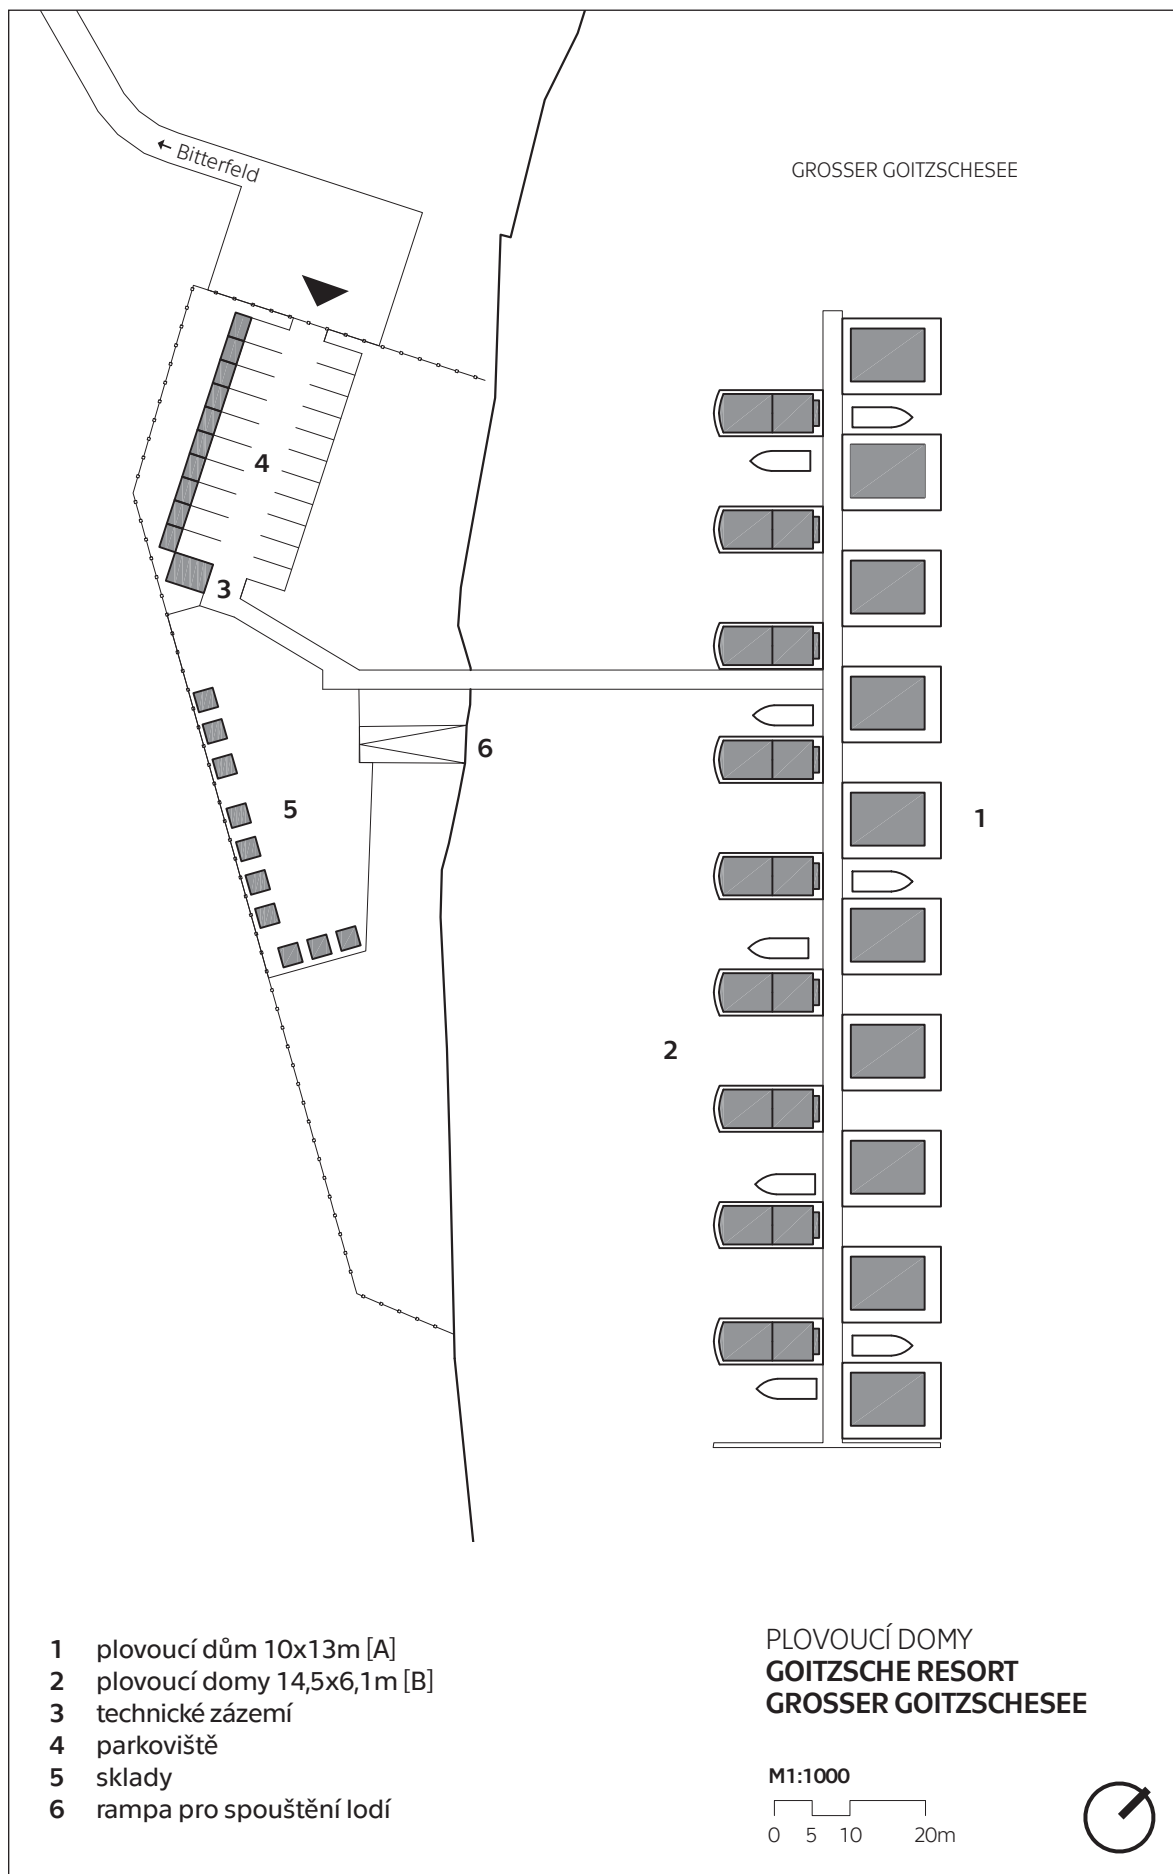 ← Bitterfeld
GROSSER GOITZSCHESEE
4
3
6
5
1
2
1 plovoucí dům 10x13m [A]
2 plovoucí domy 14,5x6,1m [B]
3 technické zázemí
4 parkoviště
5 sklady
6 rampa pro spouštění lodí
PLOVOUCÍ DOMY
GOITZSCHE RESORT
GROSSER GOITZSCHESEE
M1:1000
0 5 10 20m